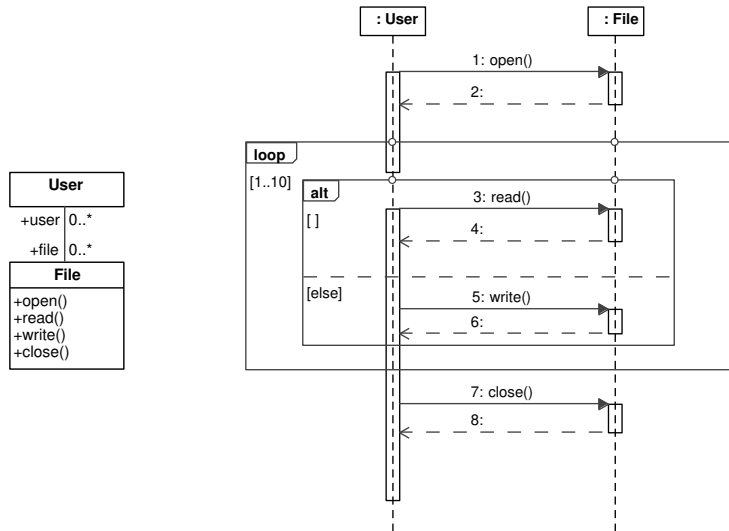 User
+user 0..*
+file 0..*
File
+open()
+read()
+write()
+close()
: User
: File
1: open()
2:
loop
[1..10]
alt
3: read()
[ ]
4:
[else]
5: write()
6:
7: close()
8: